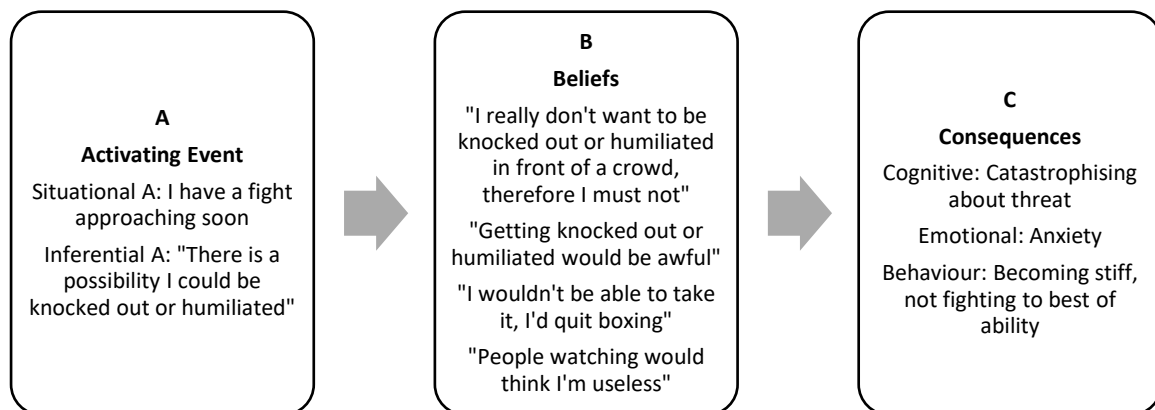 A
Activating Event
Situational A: I have a fight
approaching soon
Inferential A: "There is a
possibility I could be
knocked out or humiliated"
B
Beliefs
"I really don't want to be
knocked out or humiliated
in front of a crowd,
therefore I must not"
"Getting knocked out or
humiliated would be awful"
"I wouldn't be able to take
it, I'd quit boxing"
"People watching would
think I'm useless"
C
Consequences
Cognitive: Catastrophising
about threat
Emotional: Anxiety
Behaviour: Becoming stiff,
not fighting to best of
ability